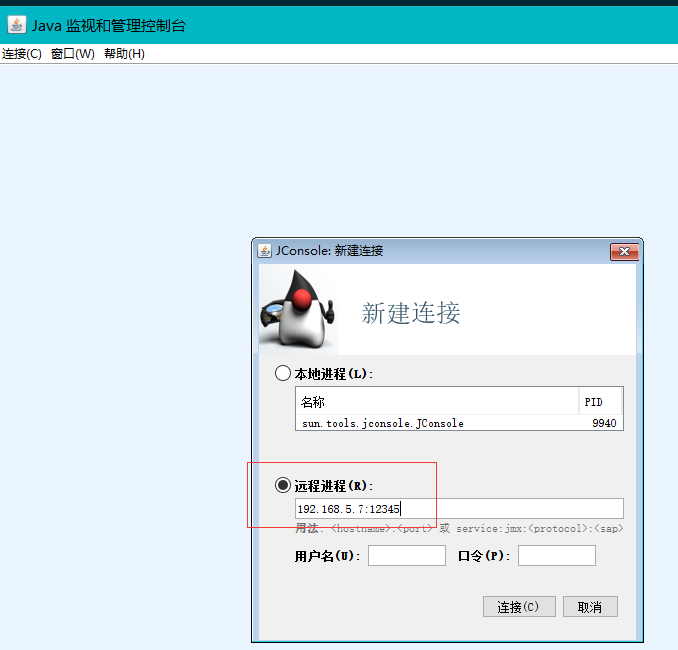 Java 监视和管理控制台
连接(C) 窗口(W) 帮助(H)
JConsole: 新建连接
新建连接
本地进程(L):
名称 PID
sun.tools.jconsole.JConsole 9940
远程进程(R):
192.168.5.7:12345
用法: <hostname>:<port> 或 service:jmx:<protocol>:<sap>
用户名(U): 口令(P):
连接(C) 取消